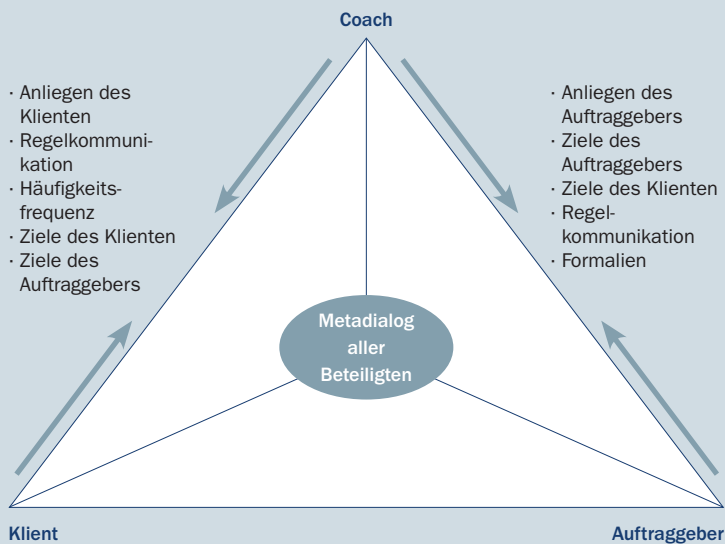 Coach
· Anliegen des
Klienten
· Regelkommuni-
kation
· Häufigkeits-
frequenz
· Ziele des Klienten
· Ziele des
Auftraggebers
· Anliegen des
Auftraggebers
· Ziele des
Auftraggebers
· Ziele des Klienten
· Regel-
kommunikation
· Formalien
Metadialog
aller
Beteiligten
Klient
Auftraggeber